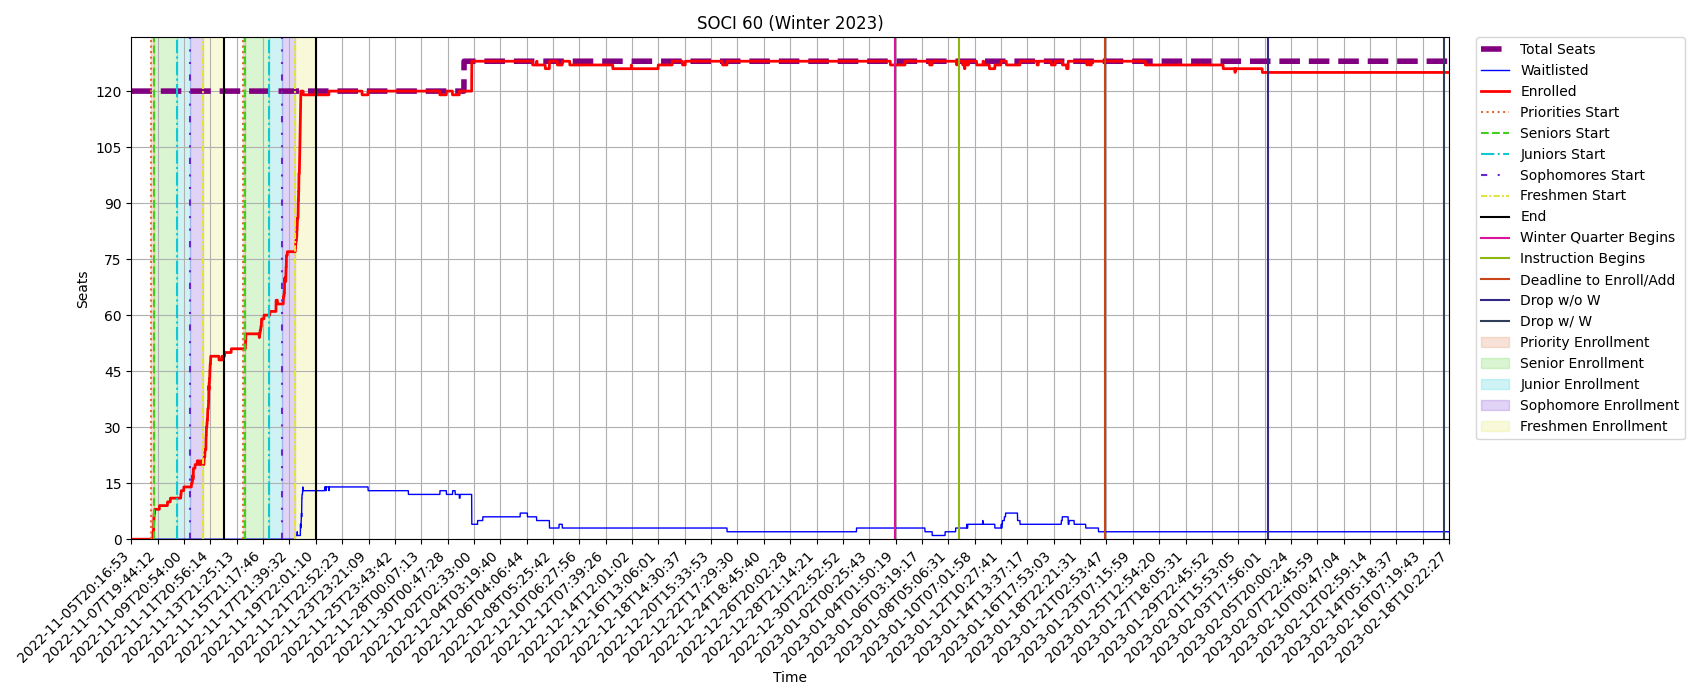 SOCI 60 (Winter 2023)
Seats
120
105
90
75
60
45
30
15
0
2022-11-05T20:16:53
2022-11-07T19:44:12
2022-11-09T20:54:00
2022-11-11T20:56:14
2022-11-13T21:25:13
2022-11-15T21:17:46
2022-11-17T21:39:32
2022-11-19T22:01:10
2022-11-21T22:52:23
2022-11-23T23:21:09
2022-11-25T23:43:42
2022-11-28T00:07:13
2022-11-30T00:47:28
2022-12-02T02:33:00
2022-12-04T03:19:40
2022-12-06T04:06:44
2022-12-08T05:25:42
2022-12-10T06:27:56
2022-12-12T07:39:26
2022-12-14T12:01:02
2022-12-16T13:06:01
2022-12-18T14:30:37
2022-12-20T15:33:53
2022-12-22T17:29:30
2022-12-24T18:45:40
2022-12-26T20:02:28
2022-12-28T21:14:21
2022-12-30T22:52:52
2023-01-02T00:25:43
2023-01-04T01:50:19
2023-01-06T03:19:17
2023-01-08T05:06:31
2023-01-10T07:01:58
2023-01-12T10:27:41
2023-01-14T14:37:17
2023-01-16T17:53:03
2023-01-18T22:21:31
2023-01-21T02:53:47
2023-01-23T07:15:59
2023-01-25T12:54:20
2023-01-27T18:05:31
2023-01-29T22:45:52
2023-02-01T15:53:05
2023-02-03T17:56:01
2023-02-05T20:00:24
2023-02-07T22:45:59
2023-02-10T00:47:04
2023-02-12T02:59:14
2023-02-14T05:18:37
2023-02-16T07:19:43
2023-02-18T10:22:27
Time
Total Seats
Waitlisted
Enrolled
Priorities Start
Seniors Start
Juniors Start
Sophomores Start
Freshmen Start
End
Winter Quarter Begins
Instruction Begins
Deadline to Enroll/Add
Drop w/o W
Drop w/ W
Priority Enrollment
Senior Enrollment
Junior Enrollment
Sophomore Enrollment
Freshmen Enrollment